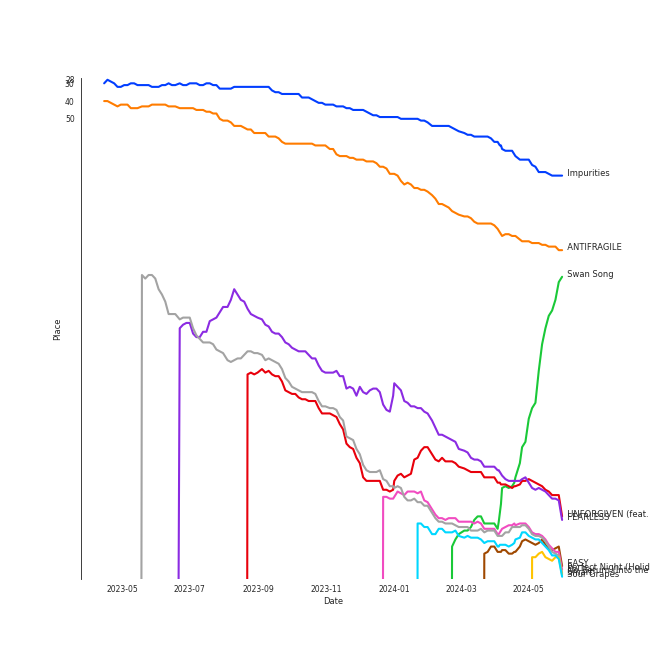 28
30
40
50
Impurities
ANTIFRAGILE
Swan Song
Place
UNFORGIVEN (feat.
FEARLESS
EASY
Perfect Night (Holid
Sour Grapes
2023-05
2023-07
2023-09
2023-11
2024-01
2024-03
2024-05
Date